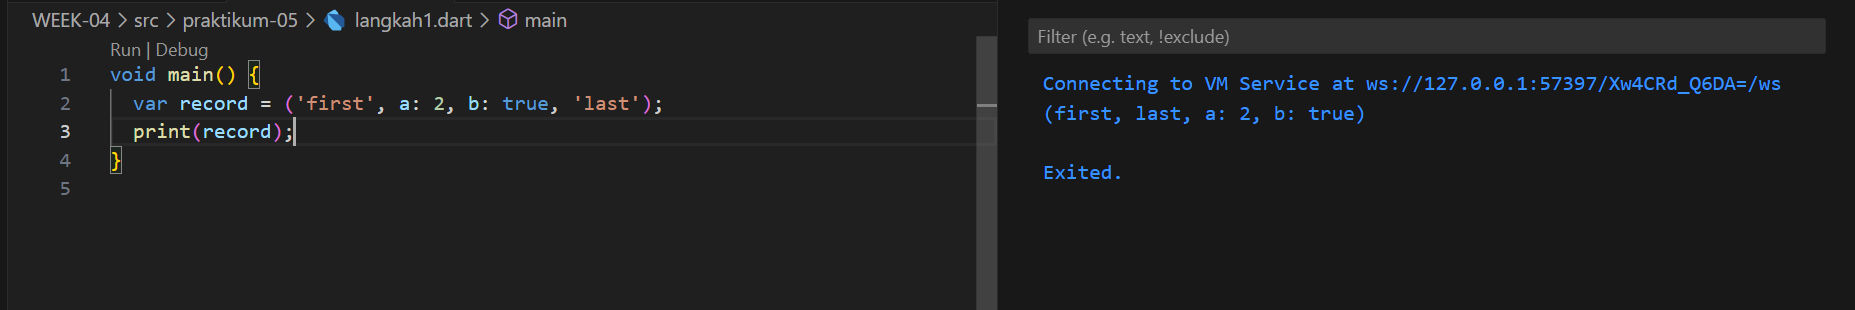 WEEK-04 > src > praktikum-05 > langkah1.dart > main
Run | Debug
1 void main() {
2 var record = ('first', a: 2, b: true, 'last');
3 print(record);
4 }
5
Filter (e.g. text, !exclude)
Connecting to VM Service at ws://127.0.0.1:57397/Xw4CRd_Q6DA=/ws
(first, last, a: 2, b: true)
Exited.